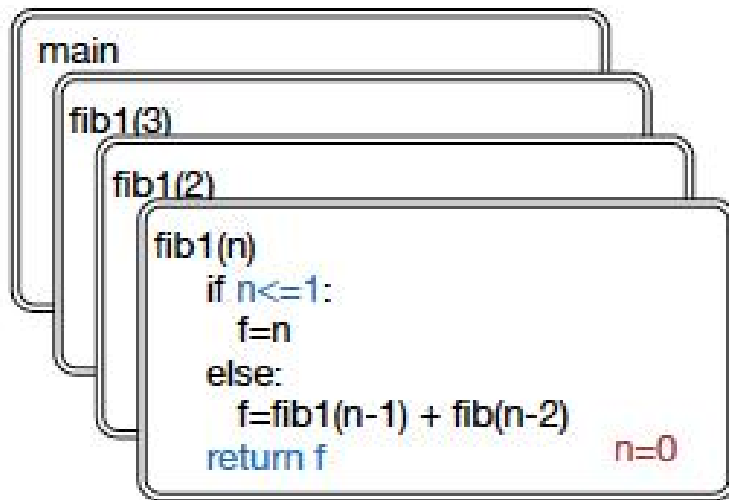 main
fib1(3)
fib1(2)
fib1(n)
if n<=1:
f=n
else:
f=fib1(n-1) + fib(n-2)
return f
n=0